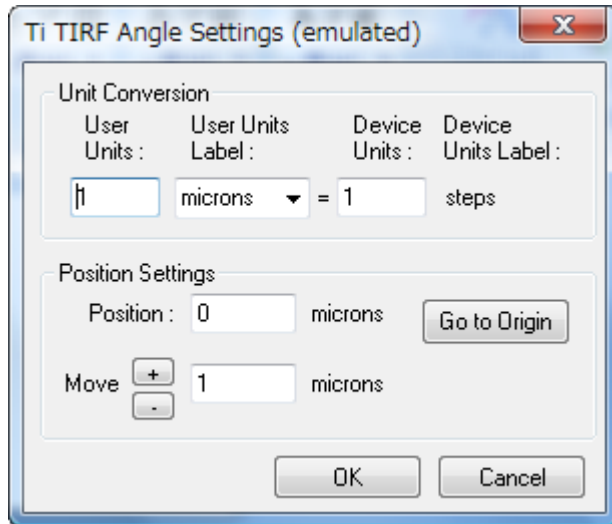 Ti TIRF Angle Settings (emulated)
Unit Conversion
User Units : User Units Label : Device Units : Device Units Label :
1 microns = 1 steps
Position Settings
Position : 0 microns Go to Origin
Move + - 1 microns
OK Cancel